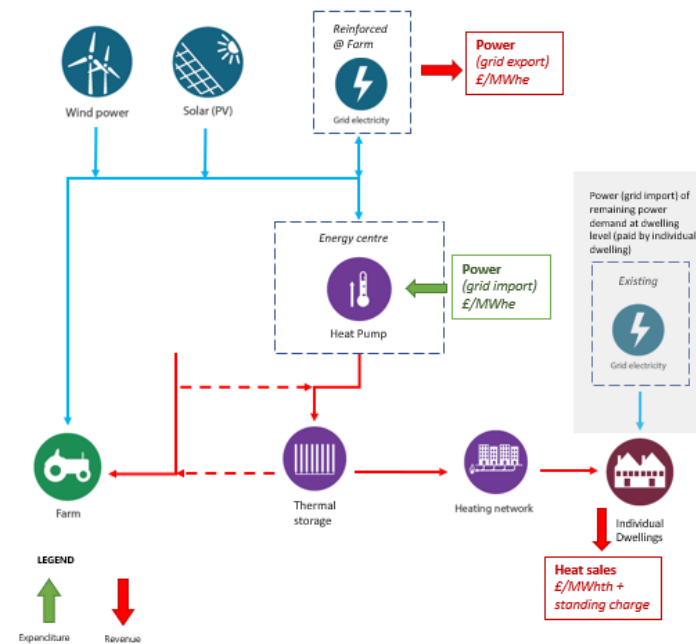 Reinforced
@ Farm
Grid electricity
Power
(grid export)
£/MWhe
Wind power
Solar (PV)
Power (grid import) of
remaining power
demand at dwelling
level (paid by individual
dwelling)
Existing
Grid electricity
Energy centre
Heat Pump
Power
(grid import)
£/MWhe
Farm
Thermal
storage
Heating network
Individual
Dwellings
Heat sales
£/MWhth +
standing charge
LEGEND
Expenditure
Revenue